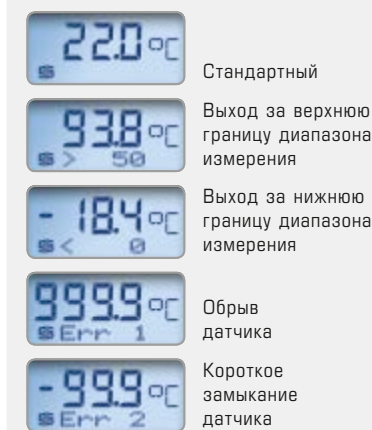 22.0 °C
S
Стандартный
93.8 °C
S > 50
Выход за верхнюю
границу диапазона
измерения
- 18.4 °C
S < 0
Выход за нижнюю
границу диапазона
измерения
999.9 °C
S Err 1
Обрыв
датчика
-99.9 °C
S Err 2
Короткое
замыкание
датчика